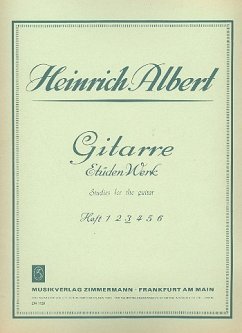 Heinrich Albert
Gitarre
Etüden Werk
Studies for the guitar
Heft 1 2 3 4 5 6
MUSIKVERLAG ZIMMERMANN · FRANKFURT AM MAIN